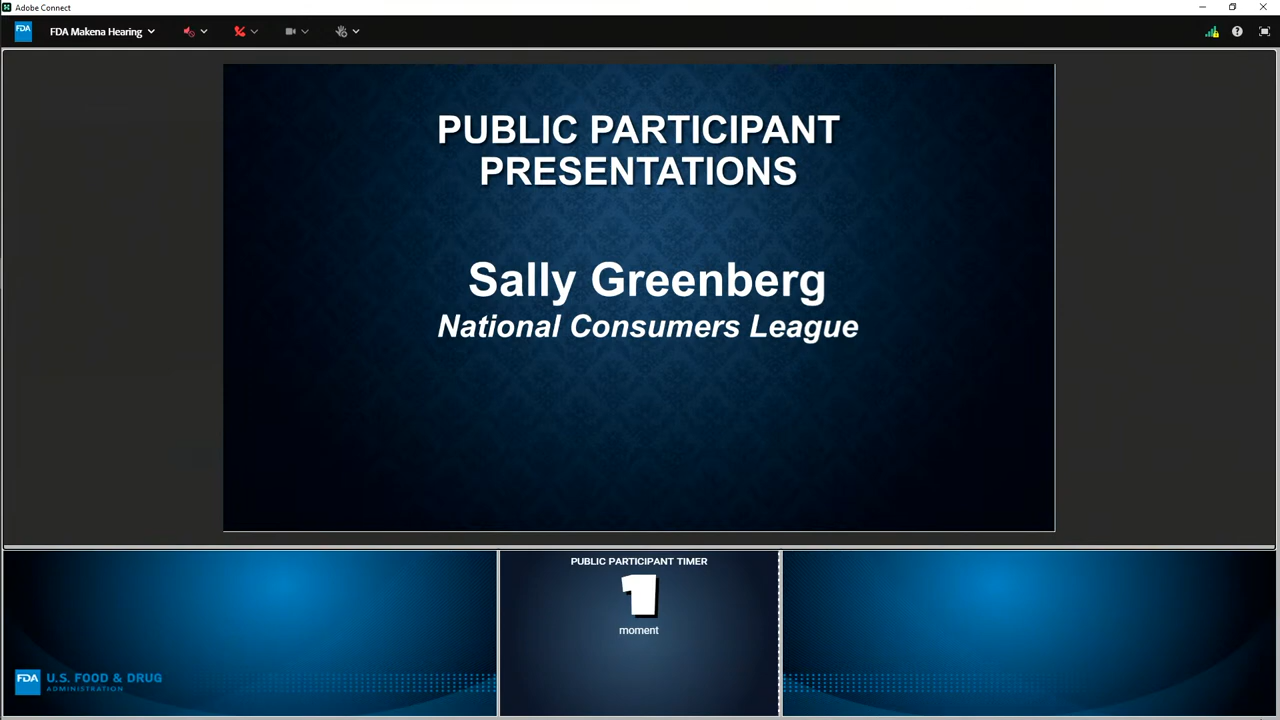 Adobe Connect
FDA
FDA Makena Hearing
PUBLIC PARTICIPANT
PRESENTATIONS
Sally Greenberg
National Consumers League
PUBLIC PARTICIPANT TIMER
1
moment
FDA
U.S. FOOD & DRUG
ADMINISTRATION